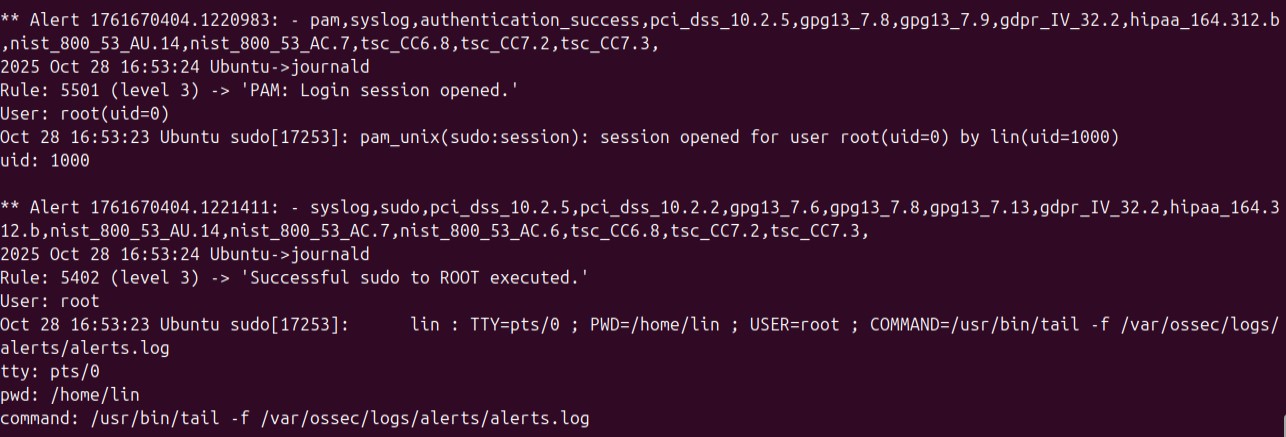 ** Alert 1761670404.1220983: - pam,syslog,authentication_success,pci_dss_10.2.5,gpg13_7.8,gpg13_7.9,gdpr_IV_32.2,hipaa_164.312.b
,nist_800_53_AU.14,nist_800_53_AC.7,tsc_CC6.8,tsc_CC7.2,tsc_CC7.3,
2025 Oct 28 16:53:24 Ubuntu->journald
Rule: 5501 (level 3) -> 'PAM: Login session opened.'
User: root(uid=0)
Oct 28 16:53:23 Ubuntu sudo[17253]: pam_unix(sudo:session): session opened for user root(uid=0) by lin(uid=1000)
uid: 1000

** Alert 1761670404.1221411: - syslog,sudo,pci_dss_10.2.5,pci_dss_10.2.2,gpg13_7.6,gpg13_7.8,gpg13_7.13,gdpr_IV_32.2,hipaa_164.3
12.b,nist_800_53_AU.14,nist_800_53_AC.7,nist_800_53_AC.6,tsc_CC6.8,tsc_CC7.2,tsc_CC7.3,
2025 Oct 28 16:53:24 Ubuntu->journald
Rule: 5402 (level 3) -> 'Successful sudo to ROOT executed.'
User: root
Oct 28 16:53:23 Ubuntu sudo[17253]:      lin : TTY=pts/0 ; PWD=/home/lin ; USER=root ; COMMAND=/usr/bin/tail -f /var/ossec/logs/
alerts/alerts.log
tty: pts/0
pwd: /home/lin
command: /usr/bin/tail -f /var/ossec/logs/alerts/alerts.log